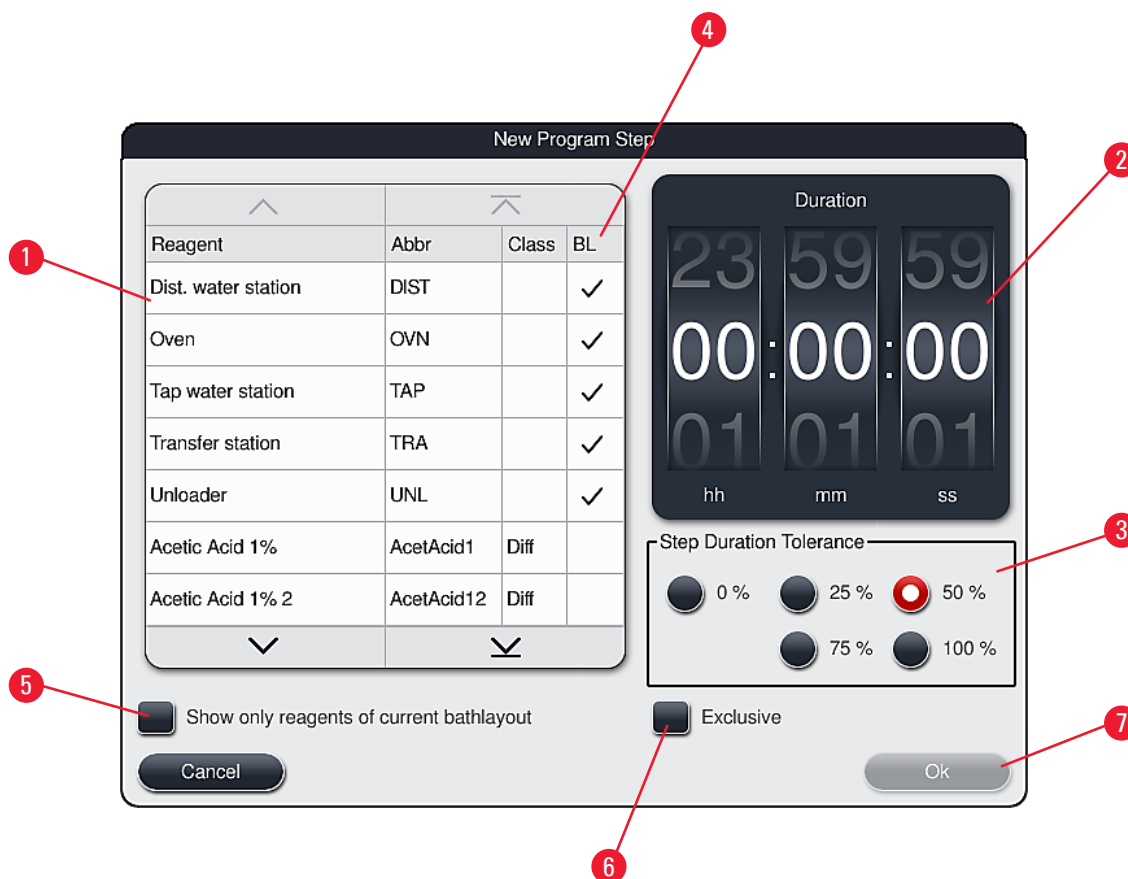 4
New Program Step
2
Duration
Reagent Abbr Class BL
1
Dist. water station DIST
Oven OVN
Tap water station TAP
Transfer station TRA
Unloader UNL
Acetic Acid 1% AcetAcid1 Diff
Acetic Acid 1% 2 AcetAcid12 Diff
23 59 59
00:00:00
01 01 01
hh mm ss
Step Duration Tolerance
3
0 % 25 % 50 %
75 % 100 %
5
Show only reagents of current bathlayout
Exclusive
7
Cancel
Ok
6